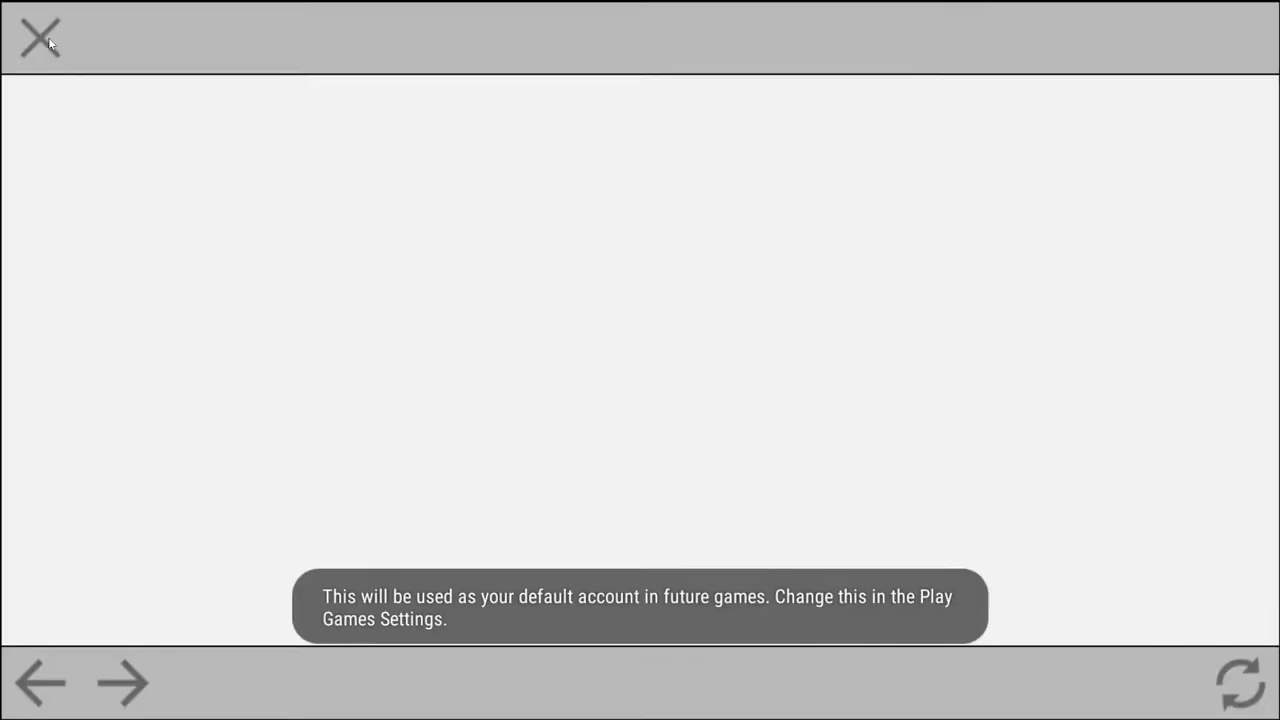 This will be used as your default account in future games. Change this in the Play
Games Settings.